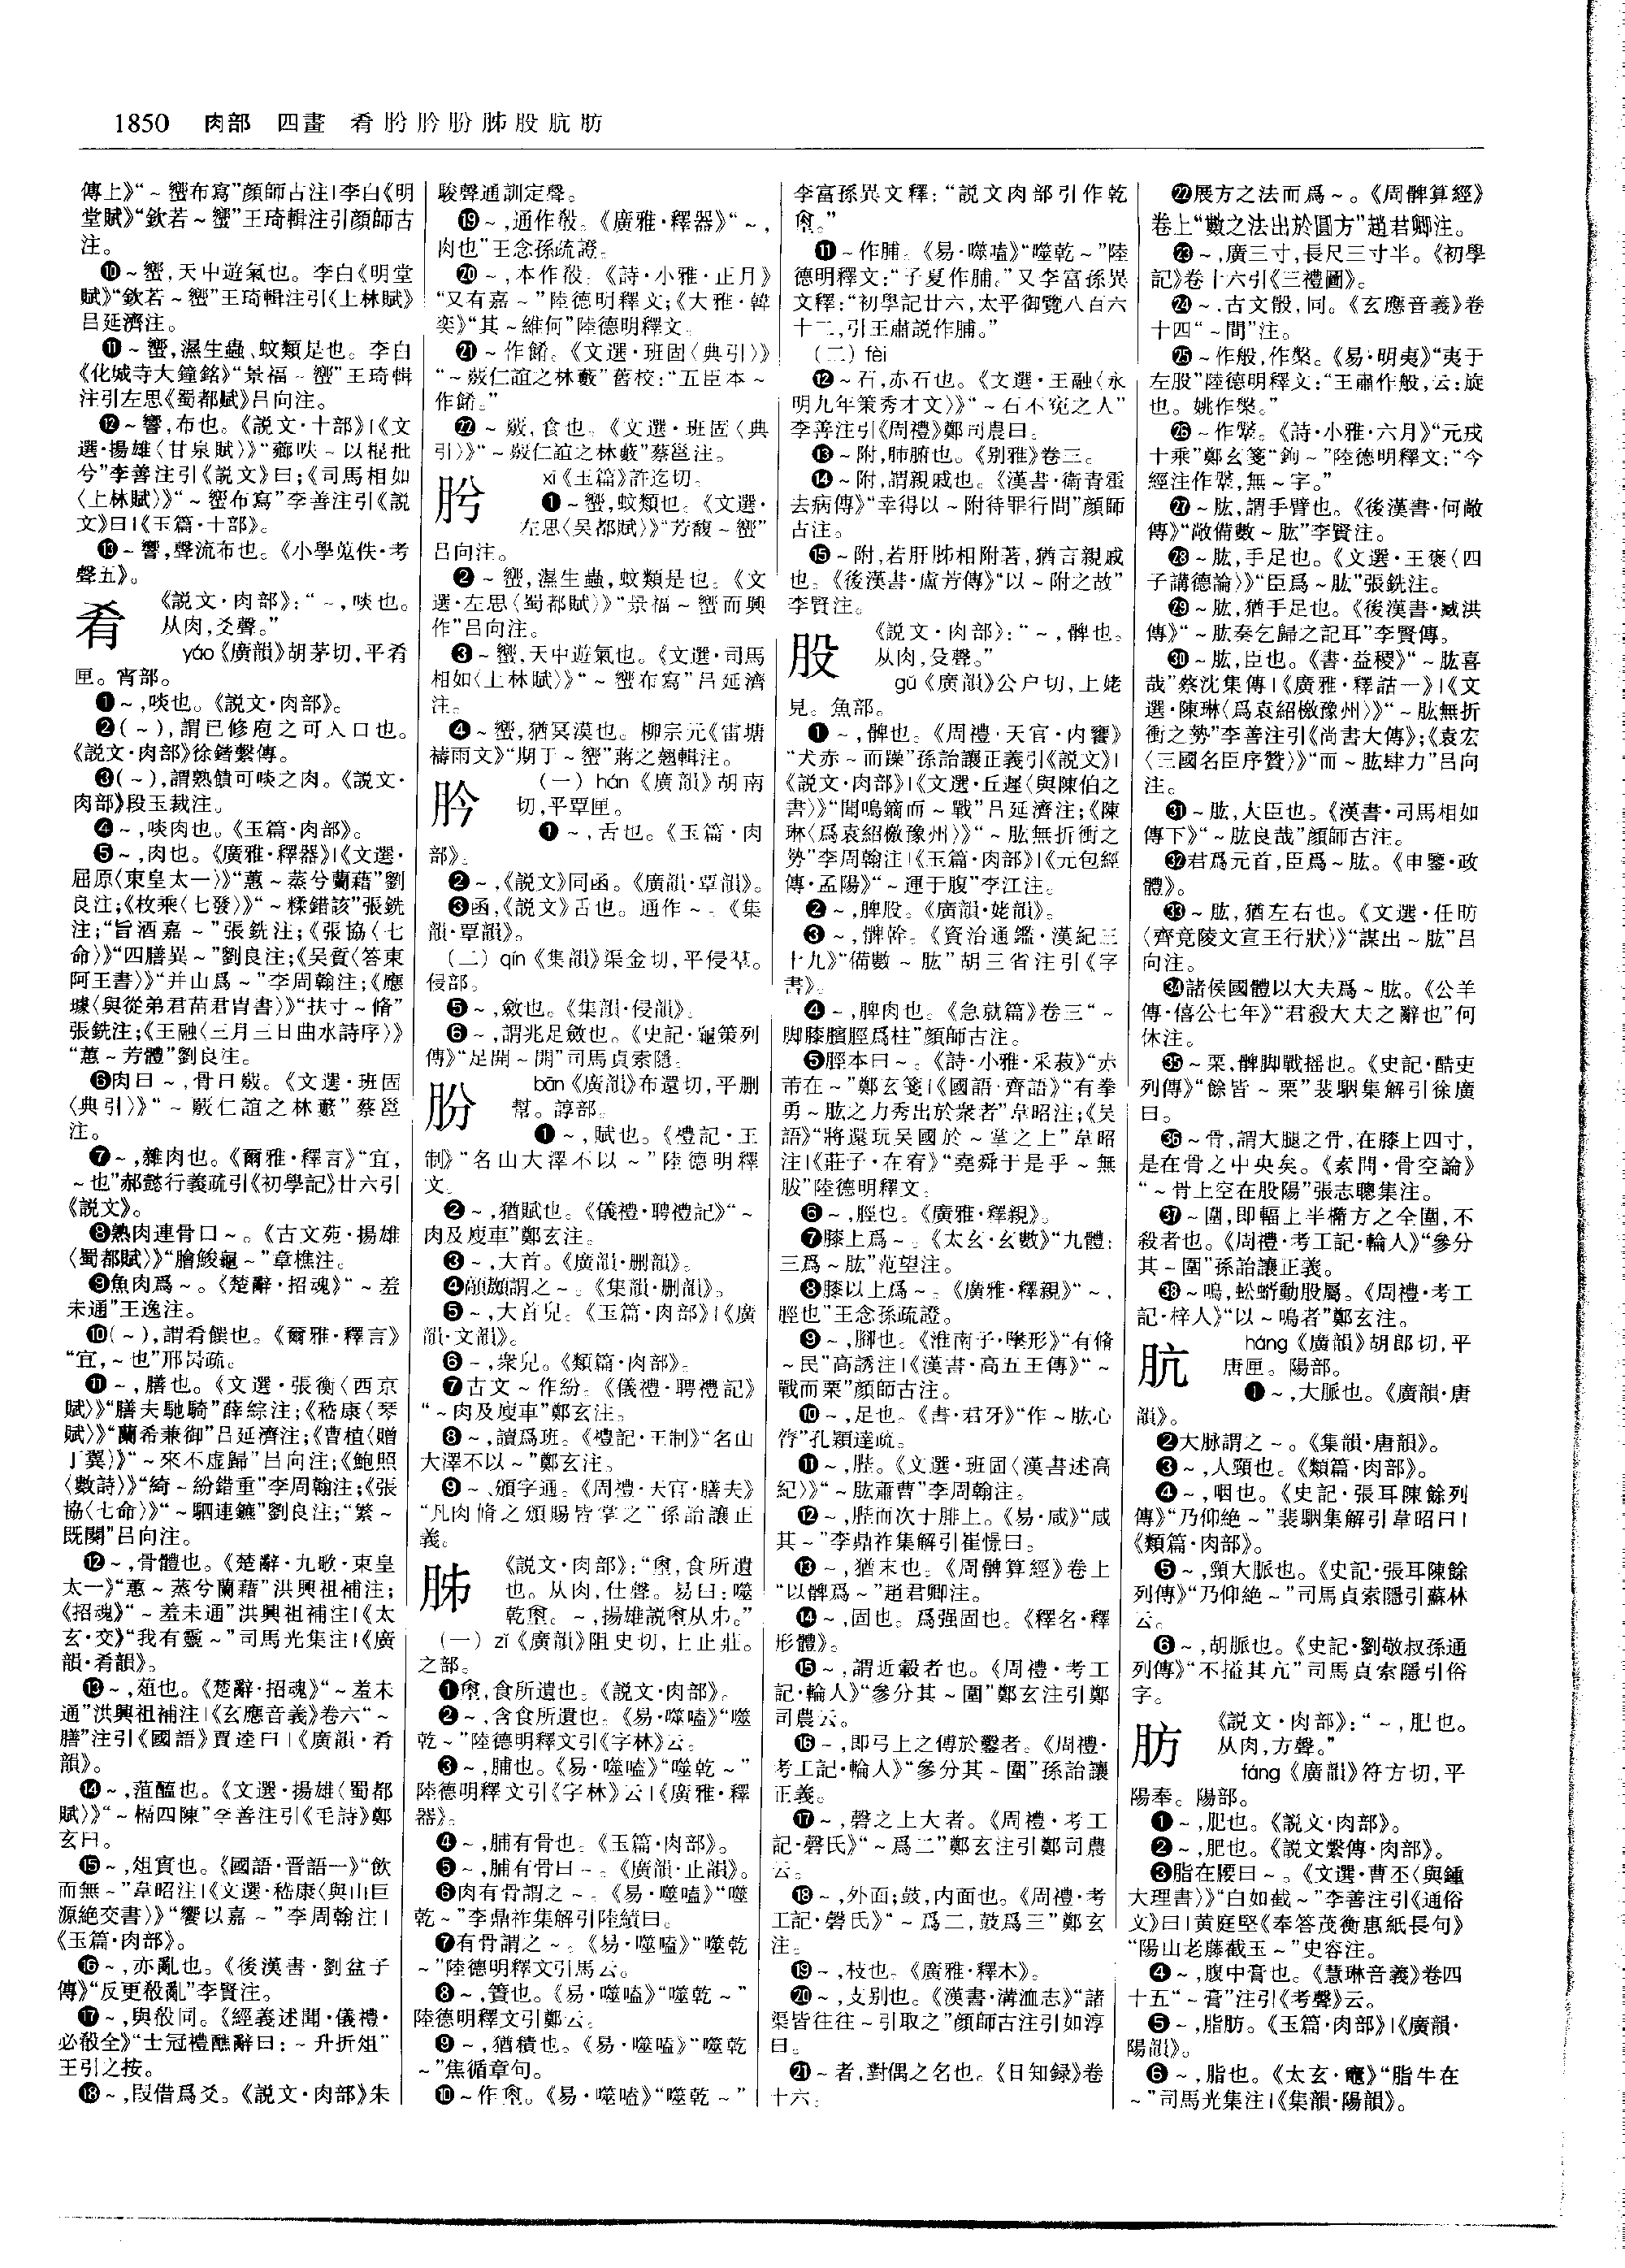 1850 肉部 四畫 肴肹肣肦胏股肮肪
傳上》“～蠁布寫”顔師古注|李白《明
堂賦》“欽若～蠁”王琦輯注引顔師古
注。
❿～蠁,天中遊氣也。李白《明堂
賦》“欽若～蠁”王琦輯注引《上林賦》
吕延濟注。
⓫～蠁,濕生蟲、蚊類是也。李白
《化城寺大鐘銘》“景福～蠁”王琦輯
注引左思《蜀都賦》吕向注。
⓬～響,布也。《説文·十部》|《文
選·揚雄〈甘泉賦〉》“薌呹～以棍批
兮”李善注引《説文》曰;《司馬相如
〈上林賦〉》“～蠁布寫”李善注引《説
文》曰|《玉篇·十部》。
⓭～響,聲流布也。《小學蒐佚·考
聲五》。
肴
《説文·肉部》:“～,啖也。
从肉,爻聲。”
yáo《廣韻》胡茅切,平肴
匣。宵部。
❶～,啖也。《説文·肉部》。
❷(～),謂已修庖之可入口也。
《説文·肉部》徐鍇繫傳。
❸(～),謂熟饋可啖之肉。《説文·
肉部》段玉裁注。
❹～,啖肉也。《玉篇·肉部》。
❺～,肉也。《廣雅·釋器》|《文選·
屈原〈東皇太一〉》“蕙～蒸兮蘭藉”劉
良注;《枚乘〈七發〉》“～糅錯該”張銑
注;“旨酒嘉～”張銑注;《張協〈七
命〉》“四膳異～”劉良注;《吴質〈答東
阿王書〉》“并山爲～”李周翰注;《應
璩〈與從弟君苗君胄書〉》“扶寸～脩”
張銑注;《王融〈三月三日曲水詩序〉》
“蕙～芳醴”劉良注。
❻肉曰～,骨曰覈。《文選·班固
〈典引〉》“～覈仁誼之林藪”蔡邕
注。
❼～,雜肉也。《爾雅·釋言》“宜,
～也”郝懿行義疏引《初學記》廿六引
《説文》。
❽熟肉連骨曰～。《古文苑·揚雄
〈蜀都賦〉》“膾鮻龜～”章樵注。
❾魚肉爲～。《楚辭·招魂》“～羞
未通”王逸注。
❿(～),謂肴饌也。《爾雅·釋言》
“宜,～也”邢昺疏。
⓫～,膳也。《文選·張衡〈西京
賦〉》“膳夫馳騎”薛綜注;《嵇康〈琴
賦〉》“蘭肴兼御”吕延濟注;《曹植〈贈
丁翼〉》“～來不虚歸”吕向注;《鮑照
〈數詩〉》“綺～紛錯重”李周翰注;《張
協〈七命〉》“～駟連鑣”劉良注;“繁～
既闋”吕向注。
⓬～,骨體也。《楚辭·九歌·東皇
太一》“蕙～蒸兮蘭藉”洪興祖補注;
《招魂》“～羞未通”洪興祖補注|《太
玄·交》“我有靈～”司馬光集注|《廣
韻·肴韻》。
⓭～,葅也。《楚辭·招魂》“～羞未
通”洪興祖補注|《玄應音義》卷六“～
膳”注引《國語》賈逵曰|《廣韻·肴
韻》。
⓮～,菹醢也。《文選·揚雄〈蜀都
賦〉》“～槅四陳”李善注引《毛詩》鄭
玄曰。
⓯～,俎實也。《國語·晋語一》“飲
而無～”韋昭注|《文選·嵇康〈與山巨
源絶交書〉》“饗以嘉～”李周翰注|
《玉篇·肉部》。
⓰～,亦亂也。《後漢書·劉盆子
傳》“反更殽亂”李賢注。
⓱～,與殽同。《經義述聞·儀禮·
必殽全》“士冠禮醮辭曰:～升折俎”
王引之按。
⓲～,叚借爲爻。《説文·肉部》朱
駿聲通訓定聲。
⓳～,通作殽。《廣雅·釋器》“～,
肉也”王念孫疏證。
⓴～,本作殽。《詩·小雅·正月》
“又有嘉～”陸德明釋文;《大雅·韓
奕》“其～維何”陸德明釋文。
㉑～作餚。《文選·班固〈典引〉》
“～覈仁誼之林藪”舊校:“五臣本～
作餚。”
㉒～覈,食也。《文選·班固〈典
引〉》“～覈仁誼之林藪”蔡邕注。
肹
xī《玉篇》許迄切。
❶～蠁,蚊類也。《文選·
左思〈吴都賦〉》“芳馥～蠁”
吕向注。
❷～蠁,濕生蟲,蚊類是也。《文
選·左思〈蜀都賦〉》“景福～蠁而興
作”吕向注。
❸～蠁,天中遊氣也。《文選·司馬
相如〈上林賦〉》“～蠁布寫”吕延濟
注。
❹～蠁,猶冥漠也。柳宗元《雷塘
禱雨文》“期于～蠁”蔣之翹輯注。
肣
(一)hán《廣韻》胡南
切,平覃匣。
❶～,舌也。《玉篇·肉
部》。
❷～,《説文》同函。《廣韻·覃韻》。
❸函,《説文》舌也。通作～。《集
韻·覃韻》。
(二)qín《集韻》渠金切,平侵羣。
侵部。
❺～,斂也。《集韻·侵韻》。
❻～,謂兆足斂也。《史記·龜策列
傳》“足開～開”司馬貞索隱。
肦
bān《廣韻》布還切,平删
幫。諄部。
❶～,賦也。《禮記·王
制》“名山大澤不以～”陸德明釋
文。
❷～,猶賦也。《儀禮·聘禮記》“～
肉及廋車”鄭玄注。
❸～,大首。《廣韻·删韻》。
❹頒顔謂之～。《集韻·删韻》。
❺～,大首皃。《玉篇·肉部》|《廣
韻·文韻》。
❻～,衆皃。《類篇·肉部》。
❼古文～作紛。《儀禮·聘禮記》
“～肉及廋車”鄭玄注。
❽～,讀爲班。《禮記·王制》“名山
大澤不以～”鄭玄注。
❾～、頒字通。《周禮·天官·膳夫》
“凡肉脩之頒賜皆掌之”孫詒讓正
義。
胏
《説文·肉部》:“𦚨,食所遺
也。从肉,仕聲。易曰:噬
乾𦚨。～,揚雄説𦚨从𠂔。”
(一)zǐ《廣韻》阻史切,上止莊。
之部。
❶𦚨,食所遺也。《説文·肉部》。
❷～,含食所遺也。《易·噬嗑》“噬
乾～”陸德明釋文引《字林》云。
❸～,脯也。《易·噬嗑》“噬乾～”
陸德明釋文引《字林》云|《廣雅·釋
器》。
❹～,脯有骨也。《玉篇·肉部》。
❺～,脯有骨曰～。《廣韻·止韻》。
❻肉有骨謂之～。《易·噬嗑》“噬
乾～”李鼎祚集解引陸績曰。
❼有骨謂之～。《易·噬嗑》“噬乾
～”陸德明釋文引馬云。
❽～,簀也。《易·噬嗑》“噬乾～”
陸德明釋文引鄭云。
❾～,猶積也。《易·噬嗑》“噬乾
～”焦循章句。
❿～作𦚨。《易·噬嗑》“噬乾～”
李富孫異文釋:“説文肉部引作乾
𦚨。”
⓫～作脯。《易·噬嗑》“噬乾～”陸
德明釋文:“子夏作脯。”又李富孫異
文釋:“初學記廿六,太平御覽八百六
十二,引王肅説作脯。”
(二)fèi
⓬～石,赤石也。《文選·王融〈永
明九年策秀才文〉》“～石不寃之人”
李善注引《周禮》鄭司農曰。
⓭～附,肺腑也。《别雅》卷三。
⓮～附,謂親戚也。《漢書·衛青霍
去病傳》“幸得以～附待罪行間”顔師
古注。
⓯～附,若肝胏相附著,猶言親戚
也。《後漢書·盧芳傳》“以～附之故”
李賢注。
股
《説文·肉部》:“～,髀也。
从肉,殳聲。”
gǔ《廣韻》公户切,上姥
見。魚部。
❶～,髀也。《周禮·天官·内饔》
“犬赤～而躁”孫詒讓正義引《説文》|
《説文·肉部》|《文選·丘遲〈與陳伯之
書〉》“聞鳴鏑而～戰”吕延濟注;《陳
琳〈爲袁紹檄豫州〉》“～肱無折衝之
勢”李周翰注|《玉篇·肉部》|《元包經
傳·孟陽》“～運于腹”李江注。
❷～,脾股。《廣韻·姥韻》。
❸～,髀幹。《資治通鑑·漢紀三
十九》“備數～肱”胡三省注引《字
書》。
❹～,脾肉也。《急就篇》卷三“～
脚膝臏脛爲柱”顔師古注。
❺脛本曰～。《詩·小雅·采菽》“赤
芾在～”鄭玄箋|《國語·齊語》“有拳
勇～肱之力秀出於衆者”韋昭注;《吴
語》“將還玩吴國於～掌之上”韋昭
注|《莊子·在宥》“堯舜于是乎～無
胈”陸德明釋文。
❻～,脛也。《廣雅·釋親》。
❼膝上爲～。《太玄·玄數》“九體:
三爲～肱”范望注。
❽膝以上爲～。《廣雅·釋親》“～,
脛也”王念孫疏證。
❾～,脚也。《淮南子·墬形》“有脩
～民”高誘注|《漢書·高五王傳》“～
戰而栗”顔師古注。
❿～,足也。《書·君牙》“作～肱心
膂”孔穎達疏。
⓫～,䏶。《文選·班固〈漢書述高
紀〉》“～肱蕭曹”李周翰注。
⓬～,䏶而次十腓上。《易·咸》“咸
其～”李鼎祚集解引崔憬曰。
⓭～,猶末也。《周髀算經》卷上
“以髀爲～”趙君卿注。
⓮～,固也。爲强固也。《釋名·釋
形體》。
⓯～,謂近轂者也。《周禮·考工
記·輪人》“參分其～圍”鄭玄注引鄭
司農云。
⓰～,即弓上之傅於鑿者。《周禮·
考工記·輪人》“參分其～圍”孫詒讓
正義。
⓱～,磬之上大者。《周禮·考工
記·磬氏》“～爲二”鄭玄注引鄭司農
云。
⓲～,外面;鼓,内面也。《周禮·考
工記·磬氏》“～爲二,鼓爲三”鄭玄
注。
⓳～,枝也。《廣雅·釋木》。
⓴～,支别也。《漢書·溝洫志》“諸
渠皆往往～引取之”顔師古注引如淳
曰。
㉑～者,對偶之名也。《日知録》卷
十六。
㉒展方之法而爲～。《周髀算經》
卷上“數之法出於圓方”趙君卿注。
㉓～,廣三寸,長尺三寸半。《初學
記》卷十六引《三禮圖》。
㉔～,古文骰,同。《玄應音義》卷
十四“～間”注。
㉕～作般,作槃。《易·明夷》“夷于
左股”陸德明釋文:“王肅作般,云:旋
也。姚作槃。”
㉖～作鞶。《詩·小雅·六月》“元戎
十乘”鄭玄箋“鉤～”陸德明釋文:“今
經注作鞶,無～字。”
㉗～肱,謂手臂也。《後漢書·何敞
傳》“敞備數～肱”李賢注。
㉘～肱,手足也。《文選·王褒〈四
子講德論〉》“臣爲～肱”張銑注。
㉙～肱,猶手足也。《後漢書·臧洪
傳》“～肱奏乞歸之記耳”李賢傳。
㉚～肱,臣也。《書·益稷》“～肱喜
哉”蔡沈集傳|《廣雅·釋詁一》|《文
選·陳琳〈爲袁紹檄豫州〉》“～肱無折
衝之勢”李善注引《尚書大傳》;《袁宏
〈三國名臣序贊〉》“而～肱肆力”吕向
注。
㉛～肱,大臣也。《漢書·司馬相如
傳下》“～肱良哉”顔師古注。
㉜君爲元首,臣爲～肱。《申鑒·政
體》。
㉝～肱,猶左右也。《文選·任昉
〈齊竟陵文宣王行狀〉》“謀出～肱”吕
向注。
㉞諸侯國體以大夫爲～肱。《公羊
傳·僖公七年》“君殺大夫之辭也”何
休注。
㉟～栗,髀脚戰摇也。《史記·酷吏
列傳》“餘皆～栗”裴駰集解引徐廣
曰。
㊱～骨,謂大腿之骨,在膝上四寸,
是在骨之中央矣。《素問·骨空論》
“～骨上空在股陽”張志聰集注。
㊲～圍,即輻上半橢方之全圍,不
殺者也。《周禮·考工記·輪人》“參分
其～圍”孫詒讓正義。
㊳～鳴,蚣蝑動股屬。《周禮·考工
記·梓人》“以～鳴者”鄭玄注。
肮
háng《廣韻》胡郎切,平
唐匣。陽部。
❶～,大脈也。《廣韻·唐
韻》。
❷大脉謂之～。《集韻·唐韻》。
❸～,人頸也。《類篇·肉部》。
❹～,咽也。《史記·張耳陳餘列
傳》“乃仰絶～”裴駰集解引韋昭曰|
《類篇·肉部》。
❺～,頸大脈也。《史記·張耳陳餘
列傳》“乃仰絶～”司馬貞索隱引蘇林
云。
❻～,胡脈也。《史記·劉敬叔孫通
列傳》“不搤其亢”司馬貞索隱引俗
字。
肪
《説文·肉部》:“～,肥也。
从肉,方聲。”
fáng《廣韻》符方切,平
陽奉。陽部。
❶～,肥也。《説文·肉部》。
❷～,肥也。《説文繫傳·肉部》。
❸脂在腰曰～。《文選·曹丕〈與鍾
大理書〉》“白如截～”李善注引《通俗
文》曰|黄庭堅《奉答茂衡惠紙長句》
“陽山老藤截玉～”史容注。
❹～,腹中膏也。《慧琳音義》卷四
十五“～膏”注引《考聲》云。
❺～,脂肪。《玉篇·肉部》|《廣韻·
陽韻》。
❻～,脂也。《太玄·竈》“脂牛在
～”司馬光集注|《集韻·陽韻》。